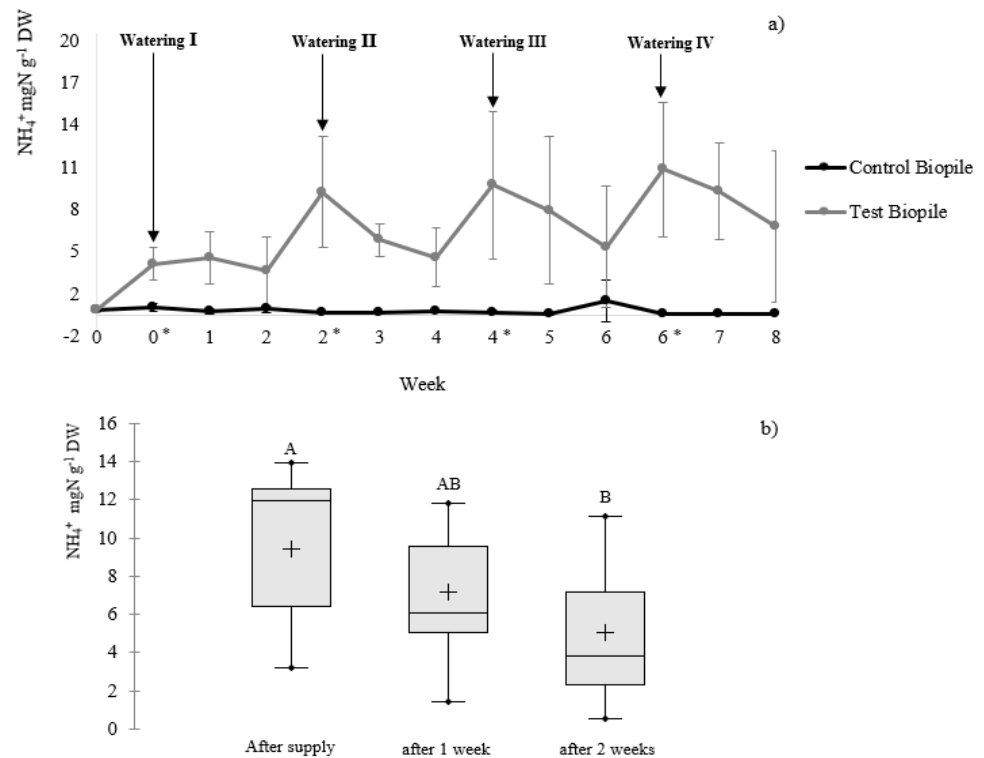 a)
Watering I Watering II Watering III Watering IV
NH₄⁺ mgN g⁻¹ DW
20
17
14
11
8
5
2
-2
Control Biopile
Test Biopile
0 0 * 1 2 2 * 3 4 4 * 5 6 6 * 7 8
Week
b)
NH₄⁺ mgN g⁻¹ DW
16
14
12
10
8
6
4
2
0
A
AB
B
After supply after 1 week after 2 weeks